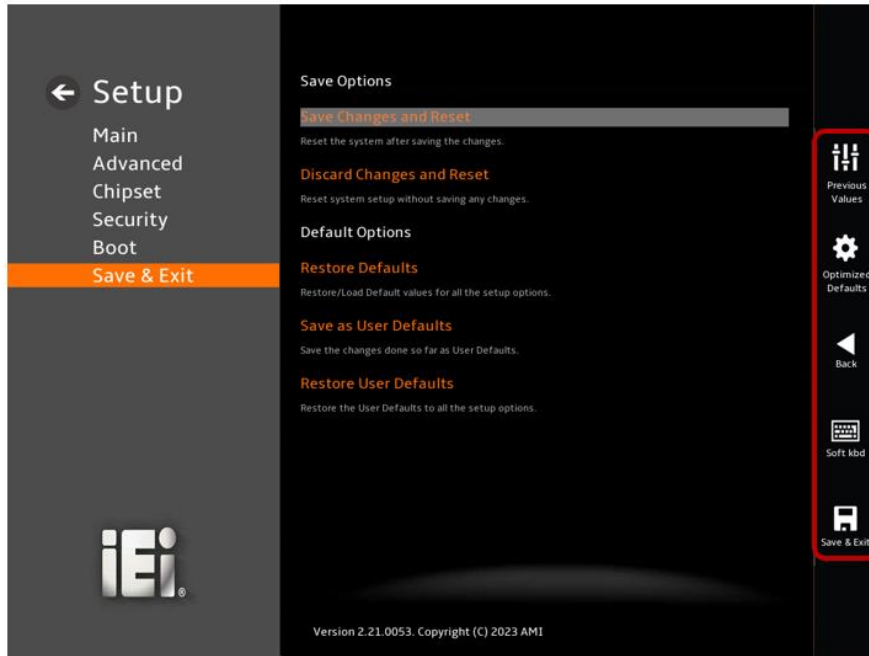 Setup
Main
Advanced
Chipset
Security
Boot
Save & Exit
iEi®
Save Options
Save Changes and Reset
Reset the system after saving the changes.
Discard Changes and Reset
Reset system setup without saving any changes.
Default Options
Restore Defaults
Restore/Load Default values for all the setup options.
Save as User Defaults
Save the changes done so far as User Defaults.
Restore User Defaults
Restore the User Defaults to all the setup options.
Version 2.21.0053. Copyright (C) 2023 AMI
Previous
Values
Optimized
Defaults
Back
Soft kbd
Save & Exit